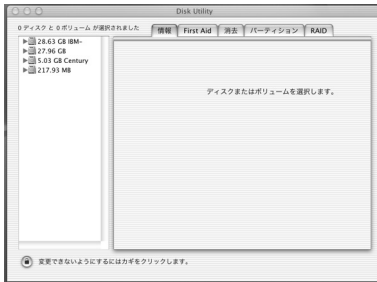 Disk Utility
0 ディスク と 0 ボリューム が選択されました
情報 First Aid 消去 パーティション RAID
28.63 GB IBM-
27.96 GB
5.03 GB Century
217.93 MB
ディスクまたはボリュームを選択します。
変更できないようにするにはカギをクリックします。